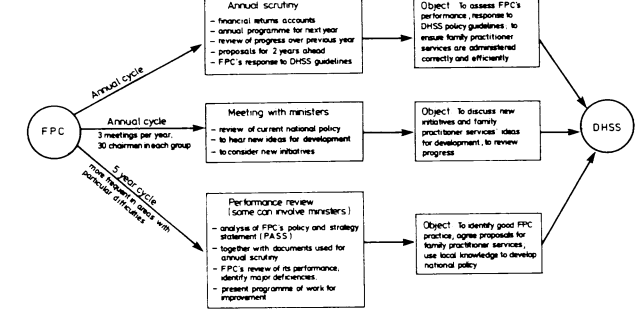 Annual scrutiny
- financial returns accounts
- annual programme for next year
- review of progress over previous year
- proposals for 2 years ahead
- FPC's response to DHSS guidelines
Object To assess FPC's
performance, response to
DHSS policy guidelines, to
ensure family practitioner
services are administered
correctly and efficiently
Annual cycle
FPC
Annual cycle
3 meetings per year.
30 chairmen in each group
Meeting with ministers
- review of current national policy
- to hear new ideas for development
- to consider new initiatives
Object To discuss new
initiatives and family
practitioner services' ideas
for development, to review
progress
DHSS
5 year cycle
more frequent in areas with
particular difficulties
Performance review
(some can involve ministers)
- analysis of FPC's policy and strategy
statement (PASS)
- together with documents used for
annual scrutiny
- FPC's review of its performance,
identify major deficiencies.
- present programme of work for
improvement
Object To identify good FPC
practice, agree proposals for
family practitioner services,
use local knowledge to develop
national policy